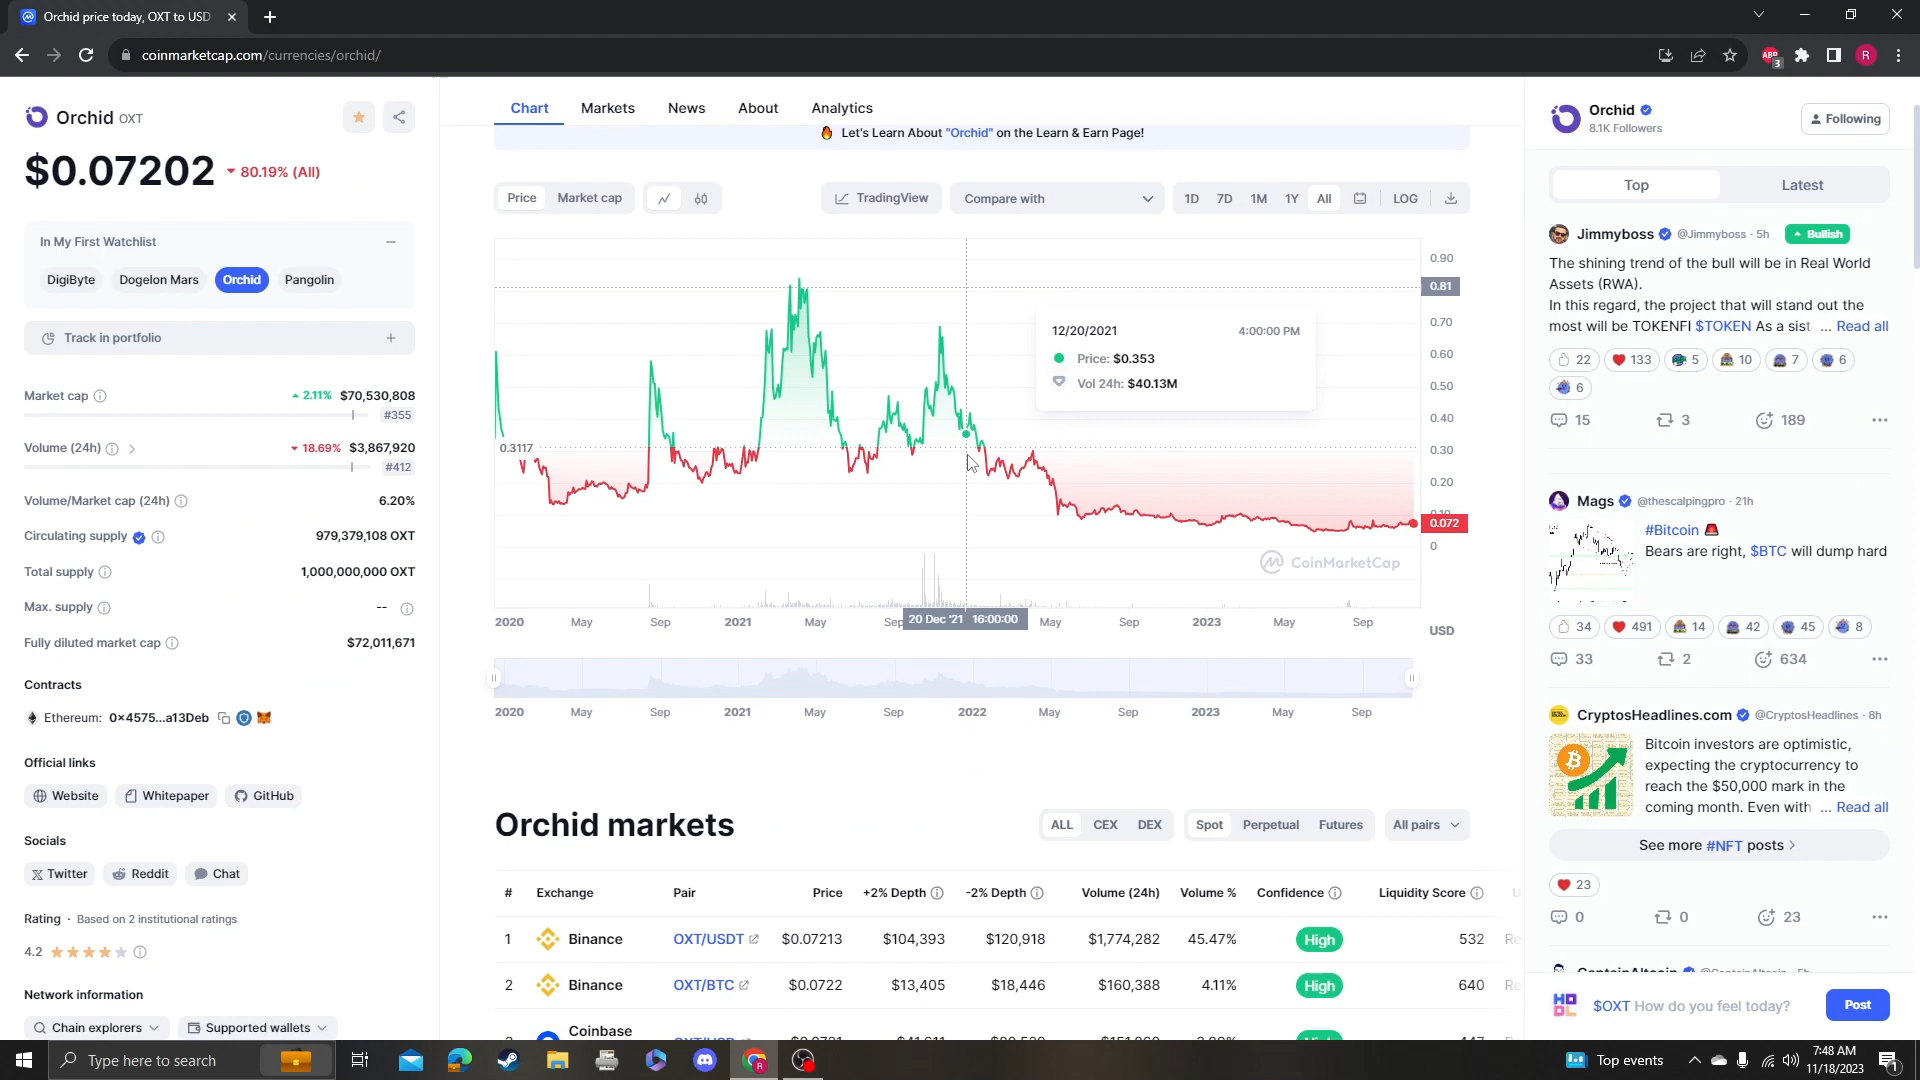 Orchid price today, OXT to USD
coinmarketcap.com/currencies/orchid/
ABP
3
R
Orchid OXT
$0.07202
80.19% (All)
In My First Watchlist
DigiByte
Dogelon Mars
Orchid
Pangolin
Track in portfolio
+
Market cap
2.11% $70,530,808
#355
Volume (24h)
18.69% $3,867,920
#412
Volume/Market cap (24h)
6.20%
Circulating supply
979,379,108 OXT
Total supply
1,000,000,000 OXT
Max. supply
--
Fully diluted market cap
$72,011,671
Contracts
Ethereum: 0x4575...a13Deb
Official links
Website
Whitepaper
GitHub
Socials
Twitter
Reddit
Chat
Rating · Based on 2 institutional ratings
4.2
Network information
Chain explorers
Supported wallets
Chart
Markets
News
About
Analytics
Let's Learn About "Orchid" on the Learn & Earn Page!
Price
Market cap
TradingView
Compare with
1D
7D
1M
1Y
All
LOG
0.90
0.81
0.70
0.60
0.50
0.40
0.30
0.20
0.10
0.072
0
0.3117
12/20/2021
4:00:00 PM
Price: $0.353
Vol 24h: $40.13M
CoinMarketCap
2020
May
Sep
2021
May
Sep
20 Dec '21 16:00:00
May
Sep
2023
May
Sep
USD
2020
May
Sep
2021
May
Sep
2022
May
Sep
2023
May
Sep
Orchid markets
ALL
CEX
DEX
Spot
Perpetual
Futures
All pairs
# Exchange Pair Price +2% Depth -2% Depth Volume (24h) Volume % Confidence Liquidity Score
1 Binance OXT/USDT $0.07213 $104,393 $120,918 $1,774,282 45.47% High 532 Re
2 Binance OXT/BTC $0.0722 $13,405 $18,446 $160,388 4.11% High 640 Re
Coinbase
Orchid
8.1K Followers
Following
Top
Latest
Jimmyboss @Jimmyboss · 5h
Bullish
The shining trend of the bull will be in Real World
Assets (RWA).
In this regard, the project that will stand out the
most will be TOKENFI $TOKEN As a sist ... Read all
22
133
5
10
7
6
6
15
3
189
Mags @thescalpingpro · 21h
#Bitcoin
Bears are right, $BTC will dump hard
34
491
14
42
45
8
33
2
634
CryptosHeadlines.com @CryptosHeadlines · 8h
Bitcoin investors are optimistic,
expecting the cryptocurrency to
reach the $50,000 mark in the
coming month. Even with ... Read all
See more #NFT posts
23
0
0
23
$OXT How do you feel today?
Post
Type here to search
Top events
7:48 AM
11/18/2023
1